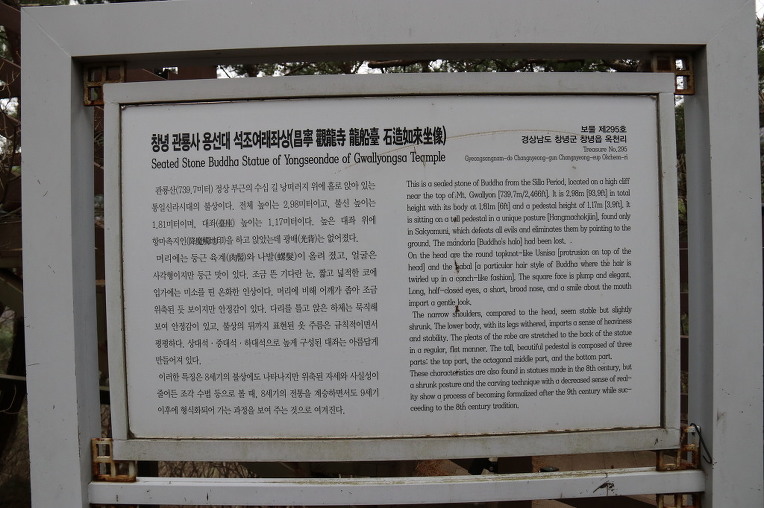 창녕 관룡사 용선대 석조여래좌상(昌寧 觀龍寺 龍船臺 石造如來坐像)
Seated Stone Buddha Statue of Yongseondae of Gwallyongsa Teqmple
보물 제295호
경상남도 창녕군 창녕읍 옥천리
Treasure No.295
Gyeongsangnam-do Changnyeong-gun Changnyeong-eup Okcheon-ri
관룡산(739.7미터) 정상 부근의 수십 길 낭떠러지 위에 홀로 앉아 있는
통일신라시대의 불상이다. 전체 높이는 2.98미터이고, 불신 높이는
1.81미터이며, 대좌(臺座) 높이는 1.17미터이다. 높은 대좌 위에
항마촉지인(降魔觸地印)을 하고 앉았는데 광배(光背)는 없어졌다.
머리에는 둥근 육계(肉髻)와 나발(螺髮)이 올려 졌고, 얼굴은
사각형이지만 둥근 맛이 있다. 조금 뜬 기다란 눈, 짧고 넓적한 코에
입가에는 미소를 띤 온화한 인상이다. 머리에 비해 어깨가 좁아 조금
위축된 듯 보이지만 안정감이 있다. 다리를 틀고 앉은 하체는 묵직해
보여 안정감이 있고, 불상의 뒤까지 표현된 옷 주름은 규칙적이면서
평평하다. 상대석·중대석·하대석으로 높게 구성된 대좌는 아름답게
만들어져 있다.
이러한 특징은 8세기의 불상에도 나타나지만 위축된 자세와 사실성이
줄어든 조각 수법 등으로 볼 때, 8세기의 전통을 계승하면서도 9세기
이후에 형식화되어 가는 과정을 보여 주는 것으로 여겨진다.
This is a sealed stone of Buddha from the Silla Period, located on a high cliff
near the top of Mt. Gwallyon [739.7m/2,466ft]. It is 2.98m [93.9ft] in total
height with its body at 1.81m [6ft] and a pedestal height of 1.17m [3.9ft]. It
is sitting on a tall pedestal in a unique posture [Hangmachokjiin], found only
in Sakyamuni, which defeats all evils and eliminates them by pointing to the
ground. The mandorla [Buddha's halo] had been lost.
On the head are the round topknot-like Usnisa [protrusion on top of the
head] and the nabal [a particular hair style of Buddha where the hair is
twirled up in a conch-like fashion]. The square face is plump and elegant.
Long, half-closed eyes, a short, broad nose, and a smile about the mouth
impart a gentle look.
The narrow shoulders, compared to the head, seem stable but slightly
shrunk. The lower body, with its legs withered, imparts a sense of heaviness
and stability. The pleats of the robe are stretched to the back of the statue
in a regular, flat manner. The tall, beautiful pedestal is composed of three
parts: the top part, the octagonal middle part, and the bottom part.
These characteristics are also found in statues made in the 8th century, but
a shrunk posture and the carving technique with a decreased sense of real-
ity show a process of becoming formalized after the 9th century while suc-
ceeding to the 8th century tradition.